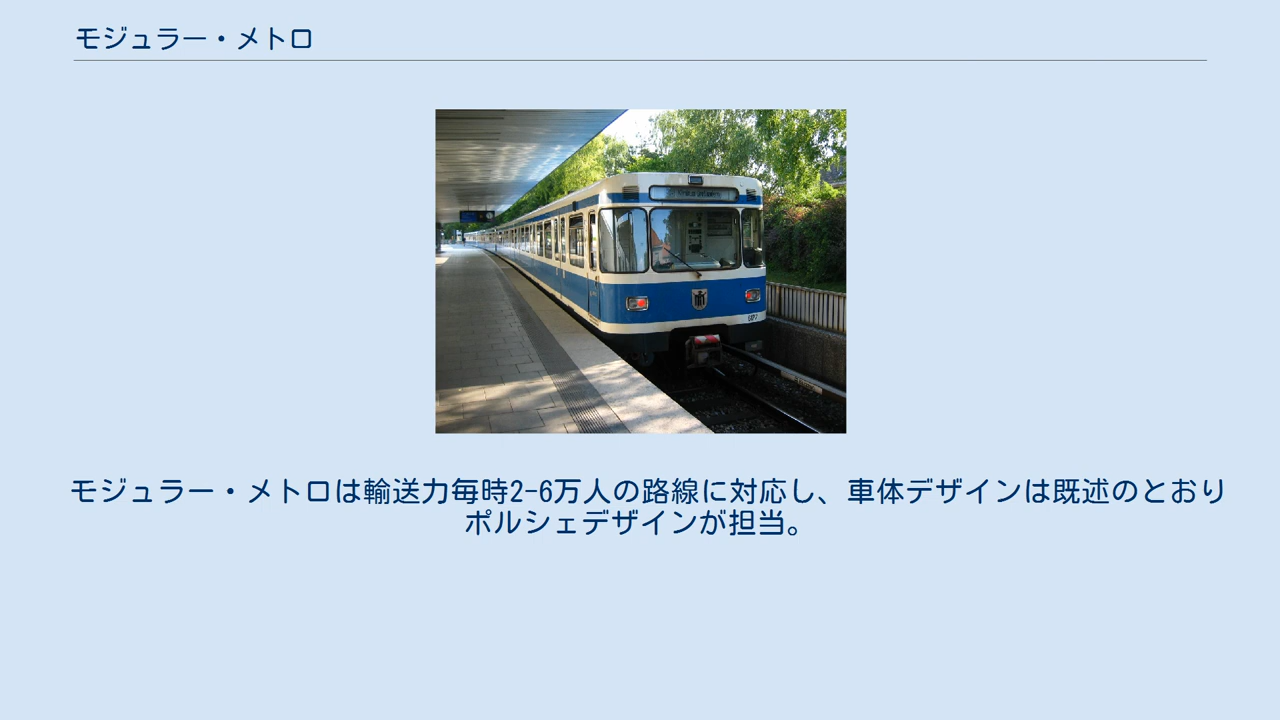 モジュラー・メトロ
モジュラー・メトロは輸送力毎時2-6万人の路線に対応し、車体デザインは既述のとおり
ポルシェデザインが担当。